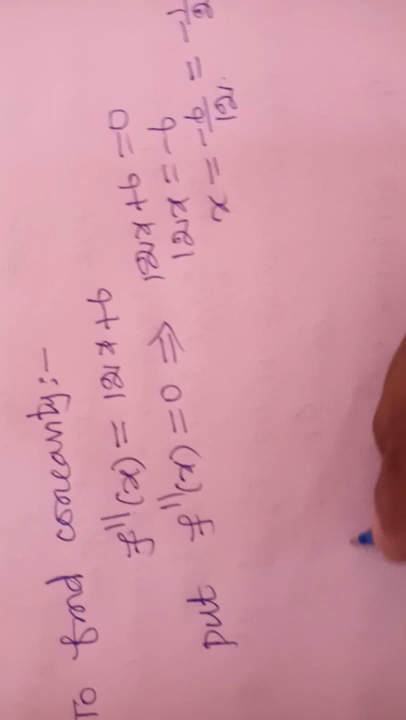 To find concavity:-
f''(x) = 12x+6
put f''(x) = 0 ⇒ 12x+6 = 0
12x = -6
x = -6/12 = -1/2